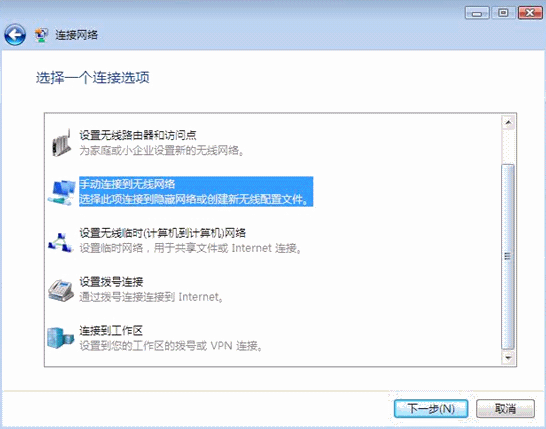 连接网络
选择一个连接选项
设置无线路由器和访问点
为家庭或小企业设置新的无线网络。
手动连接到无线网络
选择此项连接到隐藏网络或创建新无线配置文件。
设置无线临时(计算机到计算机)网络
设置临时网络，用于共享文件或 Internet 连接。
设置拨号连接
通过拨号连接连接到 Internet。
连接到工作区
设置到您的工作区的拨号或 VPN 连接。
下一步(N)
取消